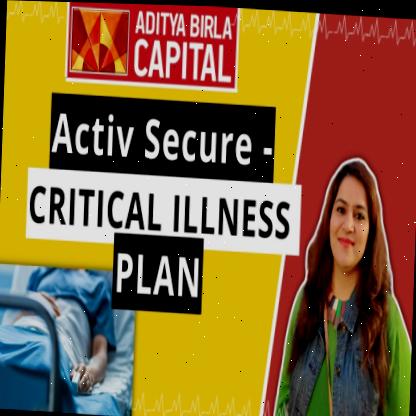 ADITYA BIRLA
CAPITAL
Activ Secure -
CRITICAL ILLNESS
PLAN